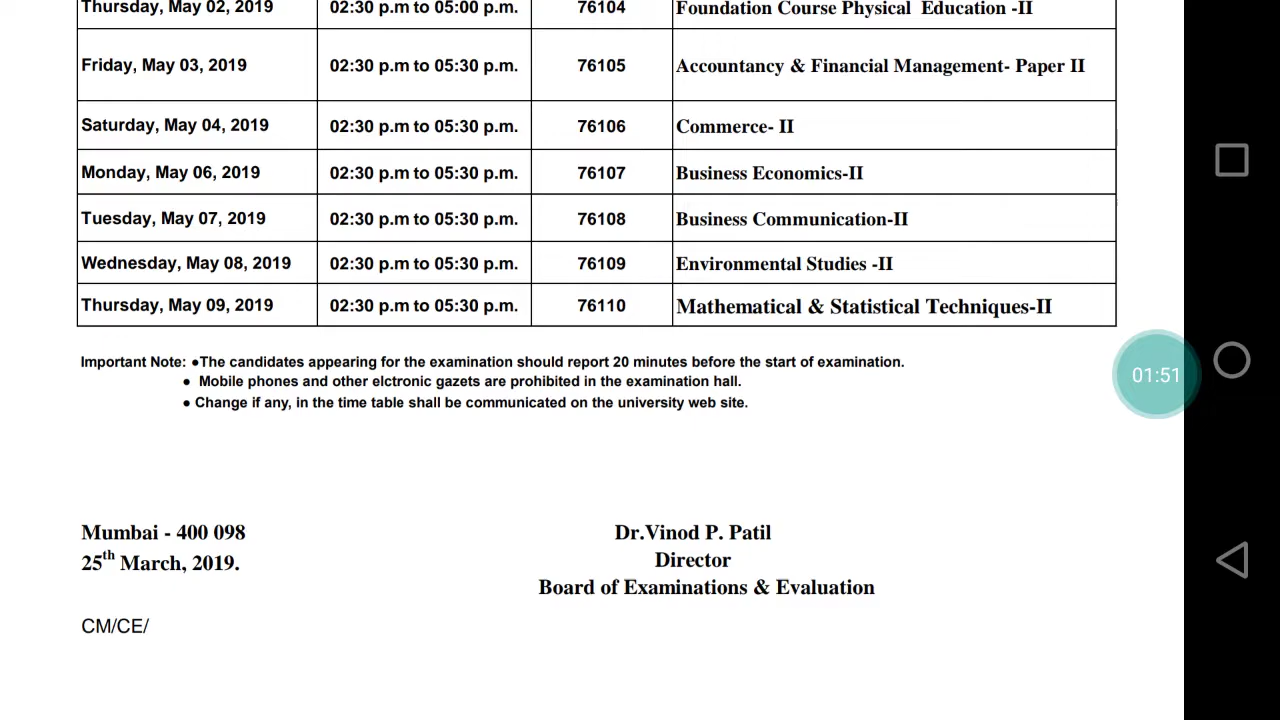 Thursday, May 02, 2019 02:30 p.m to 05:00 p.m. 76104 Foundation Course Physical Education -II
Friday, May 03, 2019 02:30 p.m to 05:30 p.m. 76105 Accountancy & Financial Management- Paper II
Saturday, May 04, 2019 02:30 p.m to 05:30 p.m. 76106 Commerce- II
Monday, May 06, 2019 02:30 p.m to 05:30 p.m. 76107 Business Economics-II
Tuesday, May 07, 2019 02:30 p.m to 05:30 p.m. 76108 Business Communication-II
Wednesday, May 08, 2019 02:30 p.m to 05:30 p.m. 76109 Environmental Studies -II
Thursday, May 09, 2019 02:30 p.m to 05:30 p.m. 76110 Mathematical & Statistical Techniques-II
Important Note: ●The candidates appearing for the examination should report 20 minutes before the start of examination.
● Mobile phones and other elctronic gazets are prohibited in the examination hall.
● Change if any, in the time table shall be communicated on the university web site.
01:51
Mumbai - 400 098 Dr.Vinod P. Patil
25th March, 2019. Director
Board of Examinations & Evaluation
CM/CE/